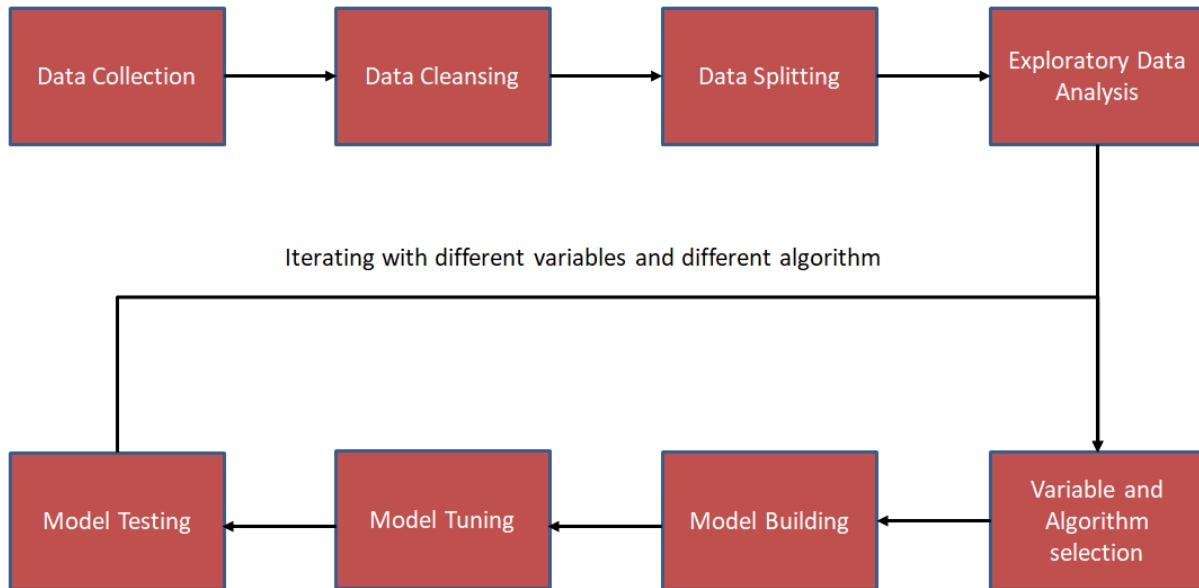 Data Collection
Data Cleansing
Data Splitting
Exploratory Data
Analysis
Iterating with different variables and different algorithm
Model Testing
Model Tuning
Model Building
Variable and
Algorithm
selection